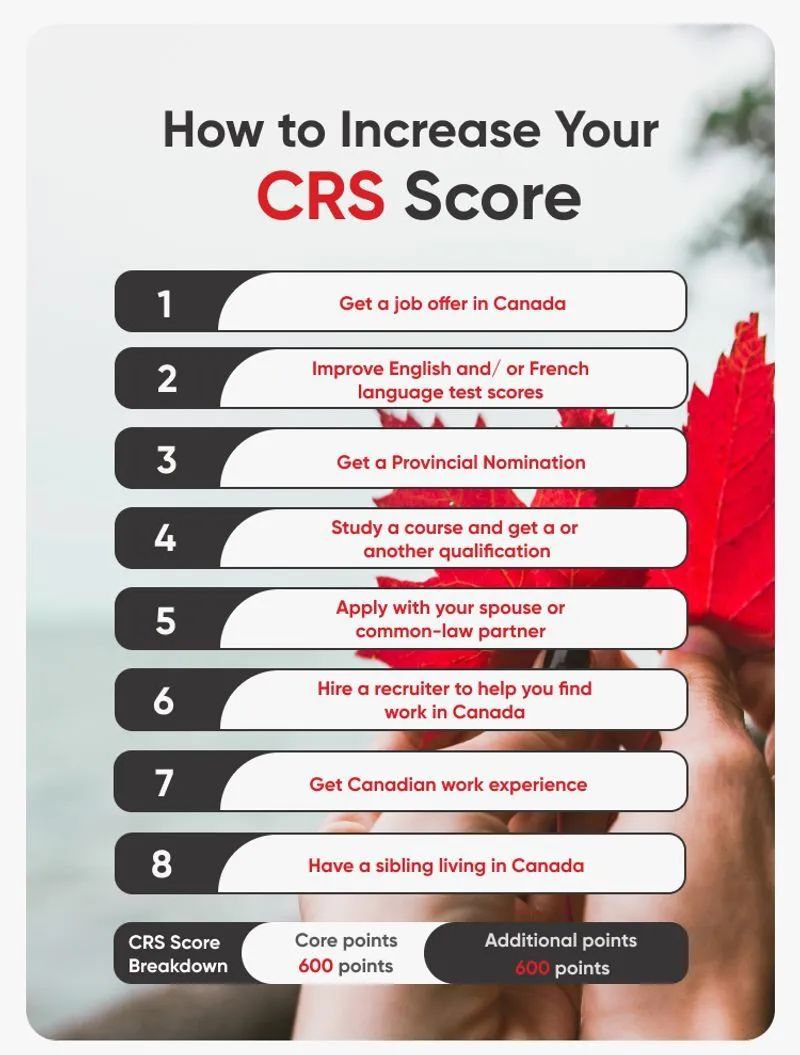 How to Increase Your
CRS Score
1
Get a job offer in Canada
2
Improve English and/ or French
language test scores
3
Get a Provincial Nomination
4
Study a course and get a or
another qualification
5
Apply with your spouse or
common-law partner
6
Hire a recruiter to help you find
work in Canada
7
Get Canadian work experience
8
Have a sibling living in Canada
CRS Score
Breakdown
Core points
600 points
Additional points
600 points